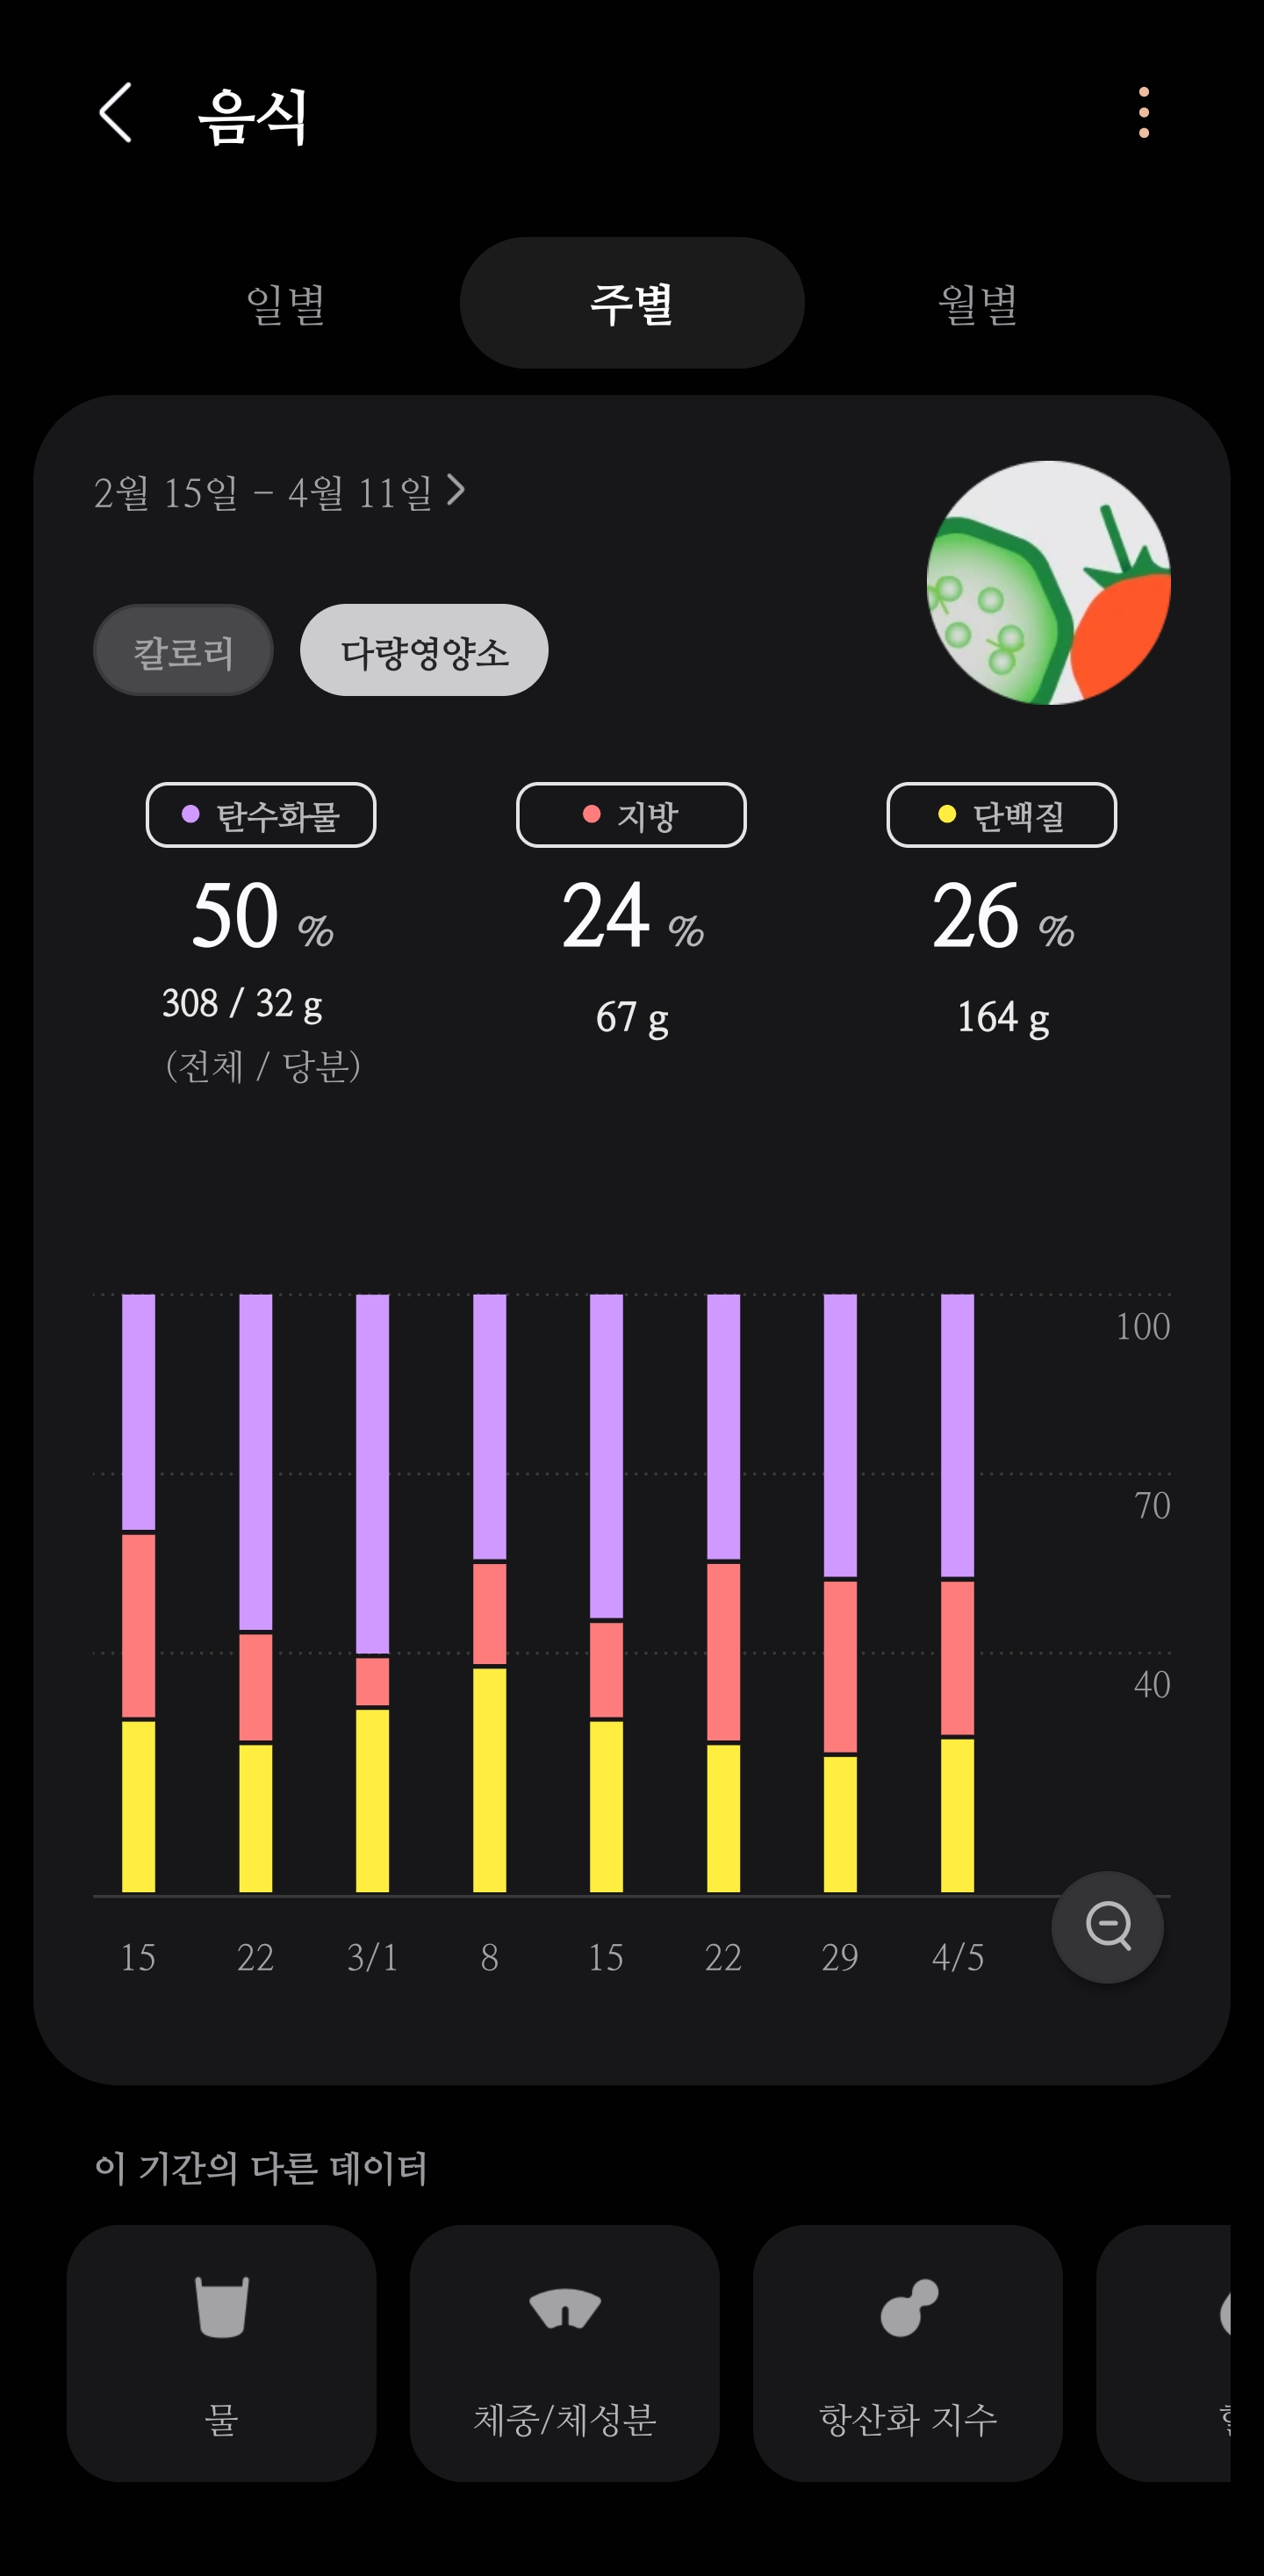 음식
일별 주별 월별
2월 15일 – 4월 11일
칼로리 다량영양소
탄수화물 지방 단백질
50 % 24 % 26 %
308 / 32 g 67 g 164 g
(전체 / 당분)
100
70
40
15 22 3/1 8 15 22 29 4/5
이 기간의 다른 데이터
물 체중/체성분 항산화 지수